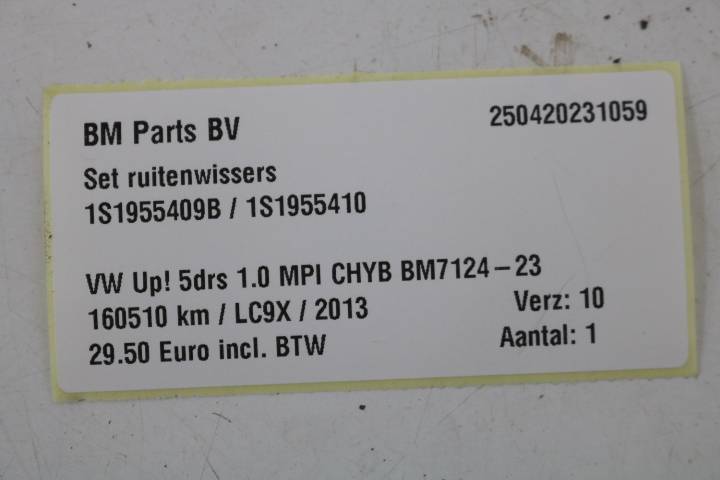 BM Parts BV 250420231059
Set ruitenwissers
1S1955409B / 1S1955410
VW Up! 5drs 1.0 MPI CHYB BM7124-23
160510 km / LC9X / 2013 Verz: 10
29.50 Euro incl. BTW Aantal: 1